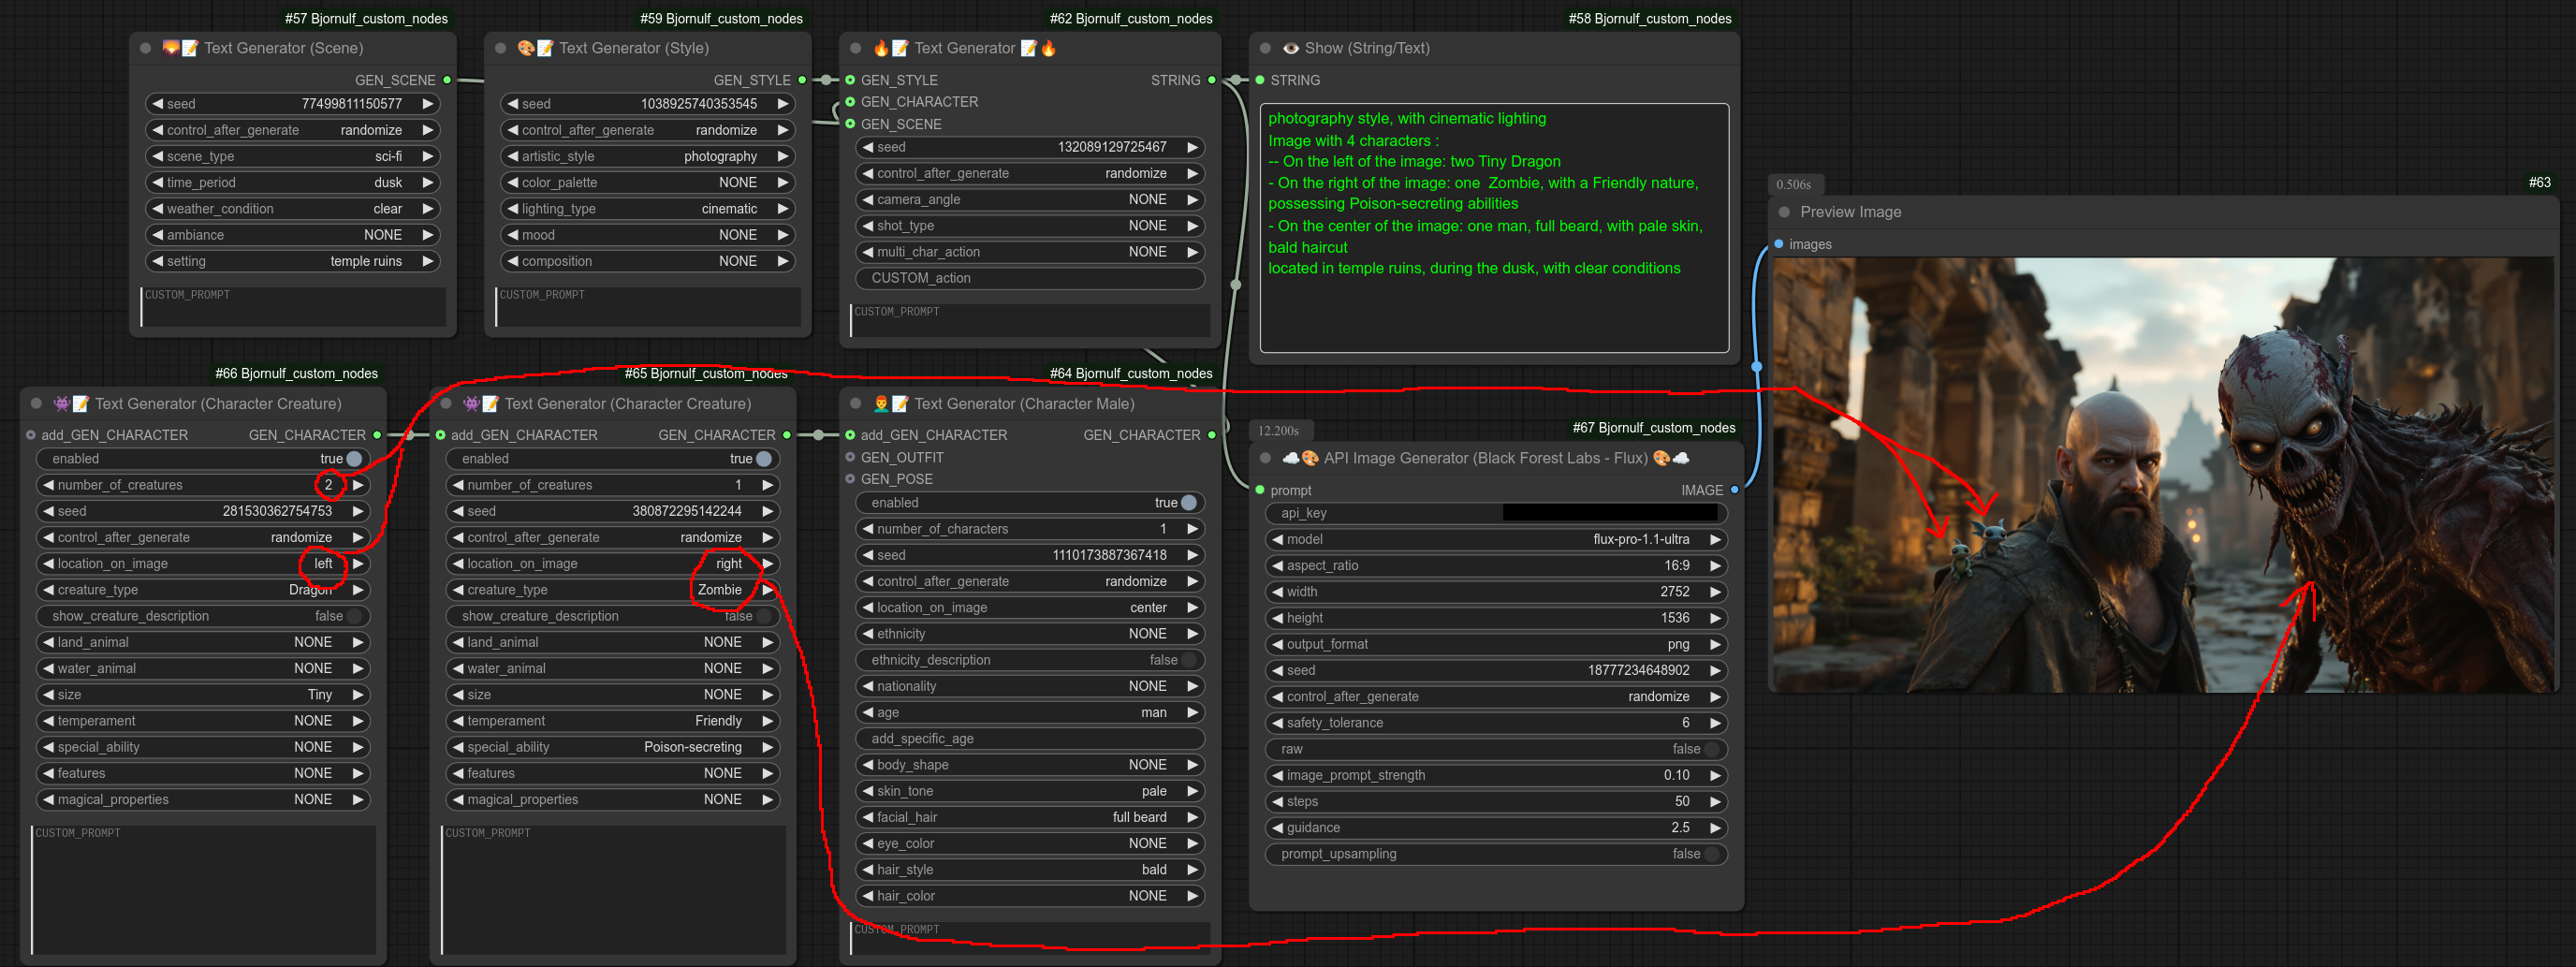 #57 Bjornulf_custom_nodes
🌄📝 Text Generator (Scene)
GEN_SCENE
seed 77499811150577
control_after_generate randomize
scene_type sci-fi
time_period dusk
weather_condition clear
ambiance NONE
setting temple ruins
CUSTOM_PROMPT
#59 Bjornulf_custom_nodes
🎨📝 Text Generator (Style)
GEN_STYLE
seed 1038925740353545
control_after_generate randomize
artistic_style photography
color_palette NONE
lighting_type cinematic
mood NONE
composition NONE
CUSTOM_PROMPT
#62 Bjornulf_custom_nodes
🔥📝 Text Generator 📝🔥
GEN_STYLE STRING
GEN_CHARACTER
GEN_SCENE
seed 132089129725467
control_after_generate randomize
camera_angle NONE
shot_type NONE
multi_char_action NONE
CUSTOM_action
CUSTOM_PROMPT
#58 Bjornulf_custom_nodes
👁 Show (String/Text)
STRING
photography style, with cinematic lighting
Image with 4 characters :
-- On the left of the image: two Tiny Dragon
- On the right of the image: one  Zombie, with a Friendly nature,
possessing Poison-secreting abilities
- On the center of the image: one man, full beard, with pale skin,
bald haircut
located in temple ruins, during the dusk, with clear conditions
#66 Bjornulf_custom_nodes
👾📝 Text Generator (Character Creature)
add_GEN_CHARACTER GEN_CHARACTER
enabled true
number_of_creatures 2
seed 281530362754753
control_after_generate randomize
location_on_image left
creature_type Dragon
show_creature_description false
land_animal NONE
water_animal NONE
size Tiny
temperament NONE
special_ability NONE
features NONE
magical_properties NONE
CUSTOM_PROMPT
#65 Bjornulf_custom_nodes
👾📝 Text Generator (Character Creature)
add_GEN_CHARACTER GEN_CHARACTER
enabled true
number_of_creatures 1
seed 380872295142244
control_after_generate randomize
location_on_image right
creature_type Zombie
show_creature_description false
land_animal NONE
water_animal NONE
size NONE
temperament Friendly
special_ability Poison-secreting
features NONE
magical_properties NONE
CUSTOM_PROMPT
#64 Bjornulf_custom_nodes
👨‍🦰📝 Text Generator (Character Male)
add_GEN_CHARACTER GEN_CHARACTER
GEN_OUTFIT
GEN_POSE
enabled true
number_of_characters 1
seed 1110173887367418
control_after_generate randomize
location_on_image center
ethnicity NONE
ethnicity_description false
nationality NONE
age man
add_specific_age
body_shape NONE
skin_tone pale
facial_hair full beard
eye_color NONE
hair_style bald
hair_color NONE
CUSTOM_PROMPT
12.200s
#67 Bjornulf_custom_nodes
☁🎨 API Image Generator (Black Forest Labs - Flux) 🎨☁
prompt IMAGE
api_key
model flux-pro-1.1-ultra
aspect_ratio 16:9
width 2752
height 1536
output_format png
seed 18777234648902
control_after_generate randomize
safety_tolerance 6
raw false
image_prompt_strength 0.10
steps 50
guidance 2.5
prompt_upsampling false
0.506s
#63
Preview Image
images